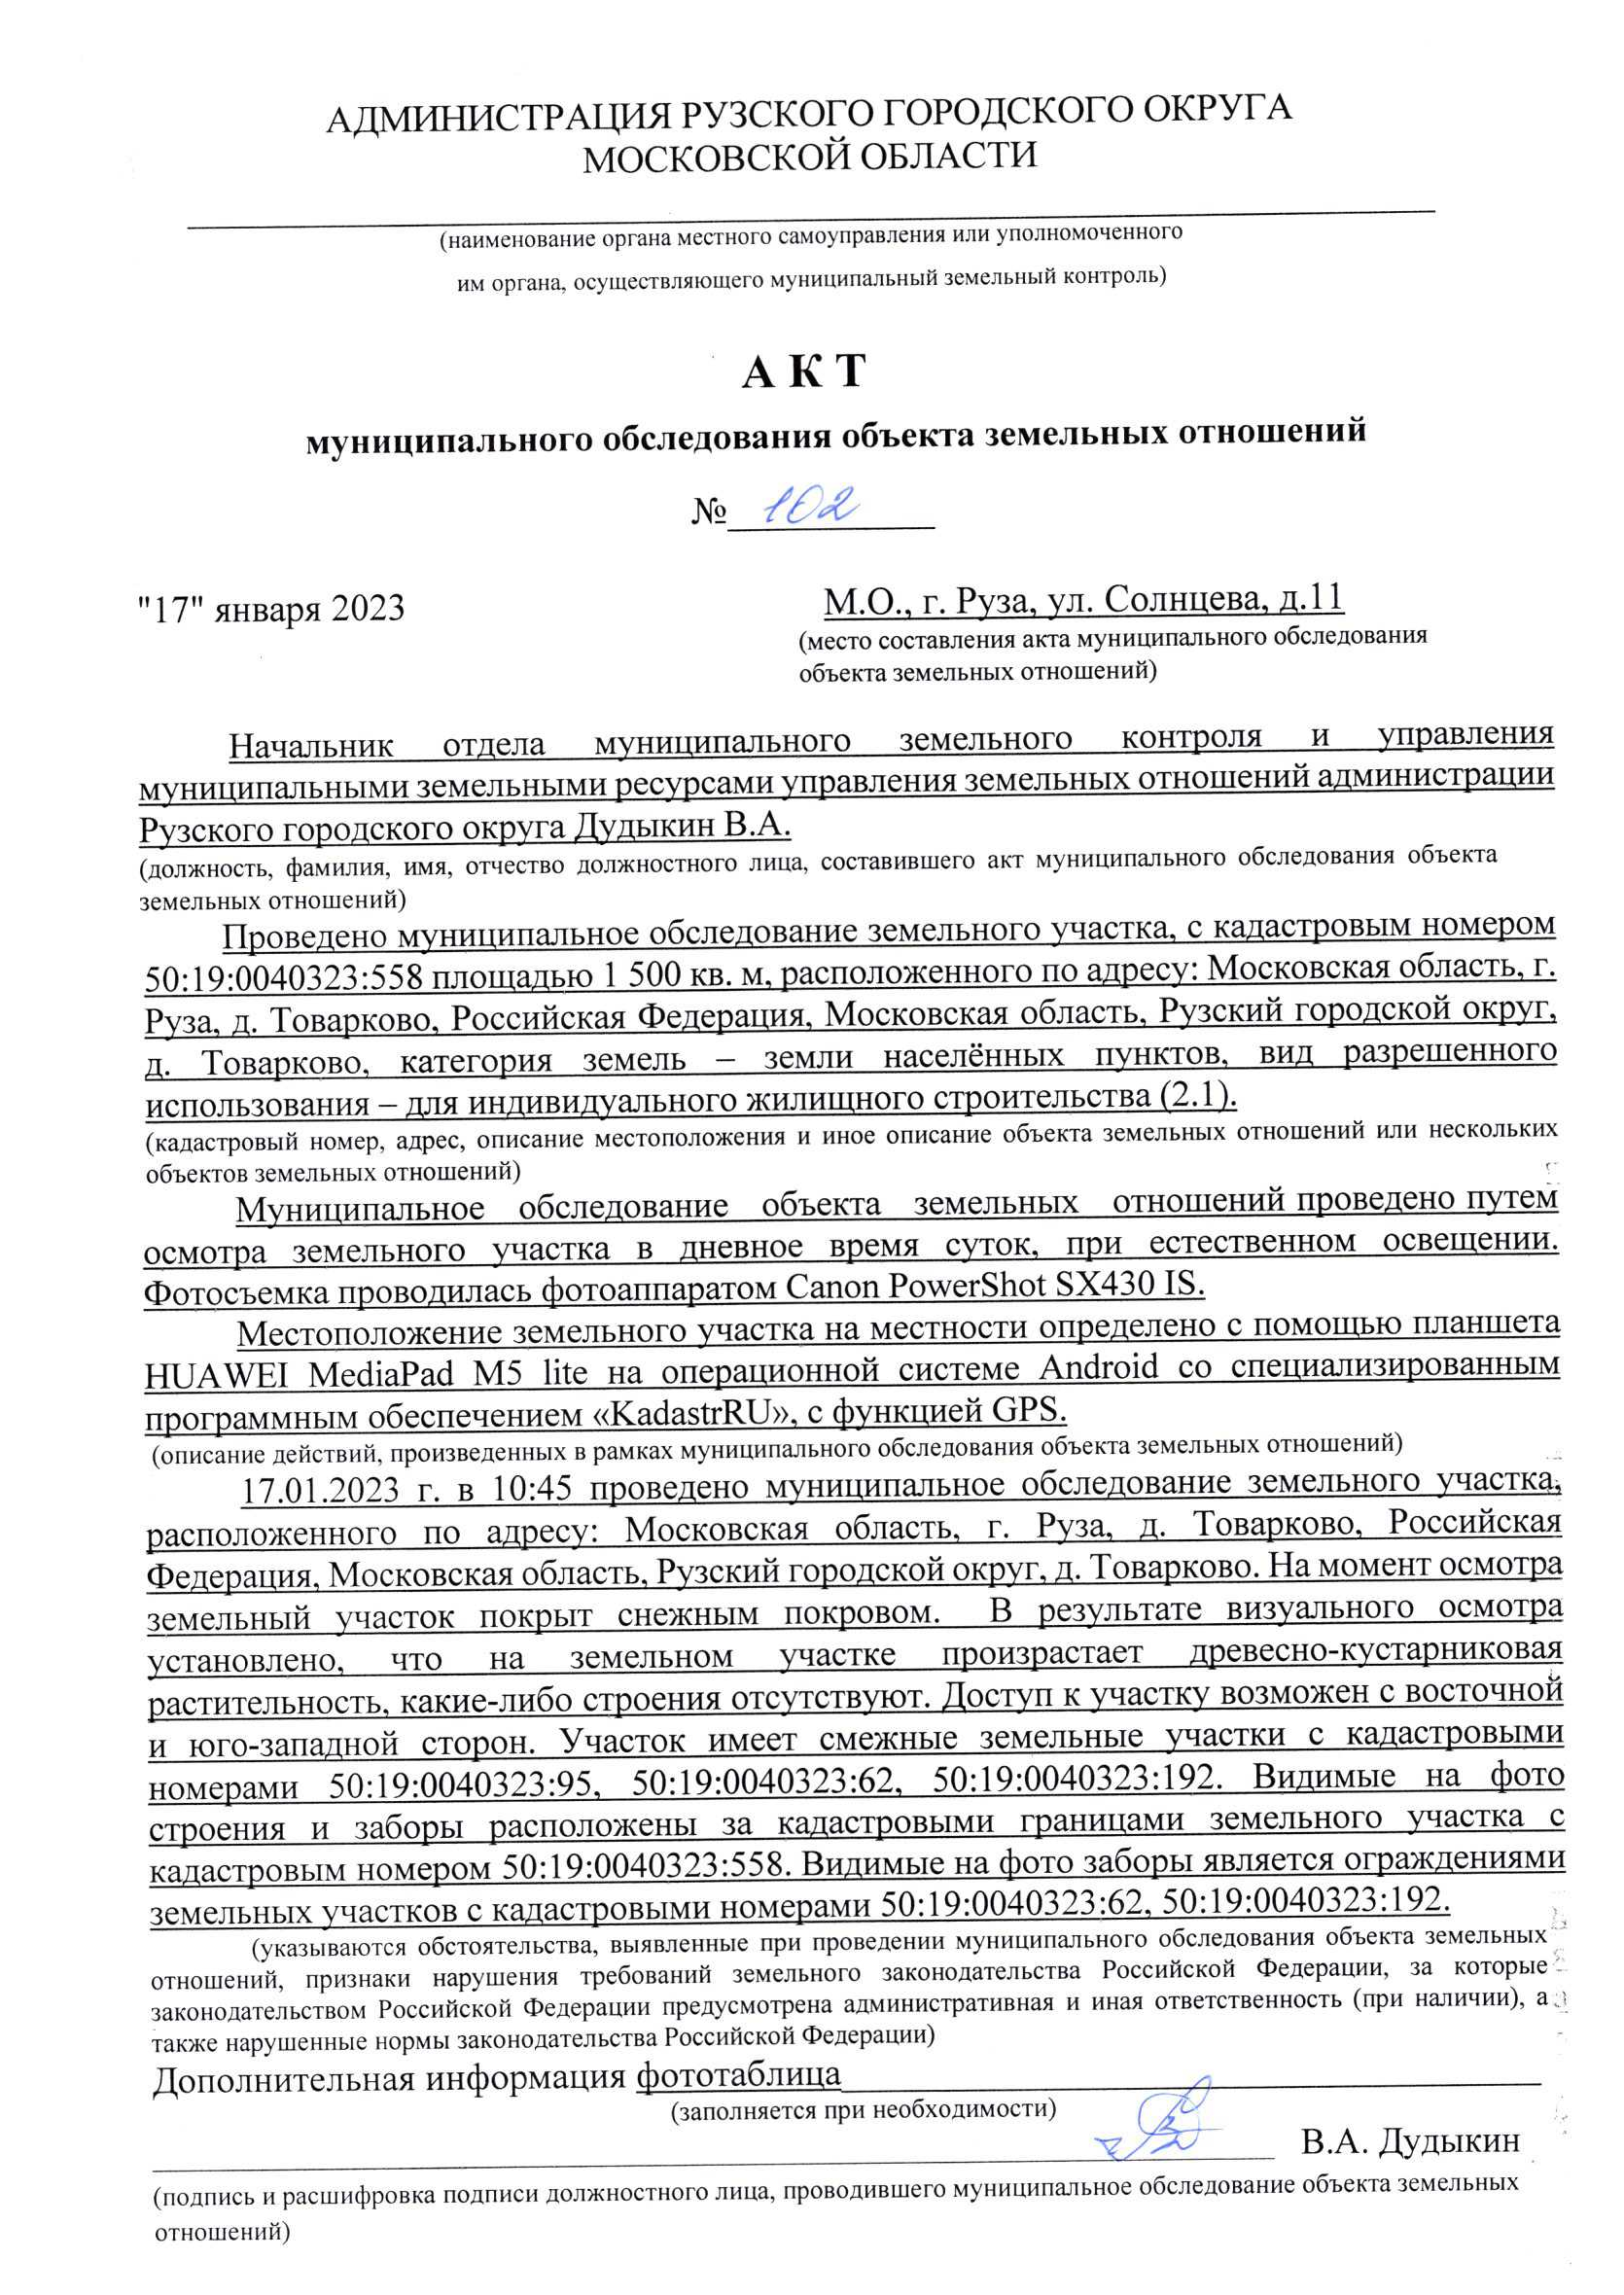 АДМИНИСТРАЦИЯ РУЗСКОГО ГОРОДСКОГО ОКРУГА
МОСКОВСКОЙ ОБЛАСТИ
(наименование органа местного самоуправления или уполномоченного
им органа, осуществляющего муниципальный земельный контроль)
А К Т
муниципального обследования объекта земельных отношений
№ 102
"17" января 2023
М.О., г. Руза, ул. Солнцева, д.11
(место составления акта муниципального обследования
объекта земельных отношений)
Начальник отдела муниципального земельного контроля и управления
муниципальными земельными ресурсами управления земельных отношений администрации
Рузского городского округа Дудыкин В.А.
(должность, фамилия, имя, отчество должностного лица, составившего акт муниципального обследования объекта
земельных отношений)
Проведено муниципальное обследование земельного участка, с кадастровым номером
50:19:0040323:558 площадью 1 500 кв. м, расположенного по адресу: Московская область, г.
Руза, д. Товарково, Российская Федерация, Московская область, Рузский городской округ,
д. Товарково, категория земель – земли населённых пунктов, вид разрешенного
использования – для индивидуального жилищного строительства (2.1).
(кадастровый номер, адрес, описание местоположения и иное описание объекта земельных отношений или нескольких
объектов земельных отношений)
Муниципальное обследование объекта земельных отношений проведено путем
осмотра земельного участка в дневное время суток, при естественном освещении.
Фотосъемка проводилась фотоаппаратом Canon PowerShot SX430 IS.
Местоположение земельного участка на местности определено с помощью планшета
HUAWEI MediaPad M5 lite на операционной системе Android со специализированным
программным обеспечением «KadastrRU», с функцией GPS.
(описание действий, произведенных в рамках муниципального обследования объекта земельных отношений)
17.01.2023 г. в 10:45 проведено муниципальное обследование земельного участка,
расположенного по адресу: Московская область, г. Руза, д. Товарково, Российская
Федерация, Московская область, Рузский городской округ, д. Товарково. На момент осмотра
земельный участок покрыт снежным покровом. В результате визуального осмотра
установлено, что на земельном участке произрастает древесно-кустарниковая
растительность, какие-либо строения отсутствуют. Доступ к участку возможен с восточной
и юго-западной сторон. Участок имеет смежные земельные участки с кадастровыми
номерами 50:19:0040323:95, 50:19:0040323:62, 50:19:0040323:192. Видимые на фото
строения и заборы расположены за кадастровыми границами земельного участка с
кадастровым номером 50:19:0040323:558. Видимые на фото заборы является ограждениями
земельных участков с кадастровыми номерами 50:19:0040323:62, 50:19:0040323:192.
(указываются обстоятельства, выявленные при проведении муниципального обследования объекта земельных
отношений, признаки нарушения требований земельного законодательства Российской Федерации, за которые
законодательством Российской Федерации предусмотрена административная и иная ответственность (при наличии), а
также нарушенные нормы законодательства Российской Федерации)
Дополнительная информация фототаблица
(заполняется при необходимости)
В.А. Дудыкин
(подпись и расшифровка подписи должностного лица, проводившего муниципальное обследование объекта земельных
отношений)